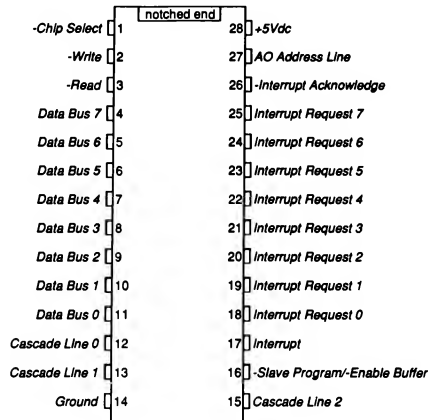 notched end
-Chip Select 1 28 +5Vdc
-Write 2 27 AO Address Line
-Read 3 26 -Interrupt Acknowledge
Data Bus 7 4 25 Interrupt Request 7
Data Bus 6 5 24 Interrupt Request 6
Data Bus 5 6 23 Interrupt Request 5
Data Bus 4 7 22 Interrupt Request 4
Data Bus 3 8 21 Interrupt Request 3
Data Bus 2 9 20 Interrupt Request 2
Data Bus 1 10 19 Interrupt Request 1
Data Bus 0 11 18 Interrupt Request 0
Cascade Line 0 12 17 Interrupt
Cascade Line 1 13 16 -Slave Program/-Enable Buffer
Ground 14 15 Cascade Line 2